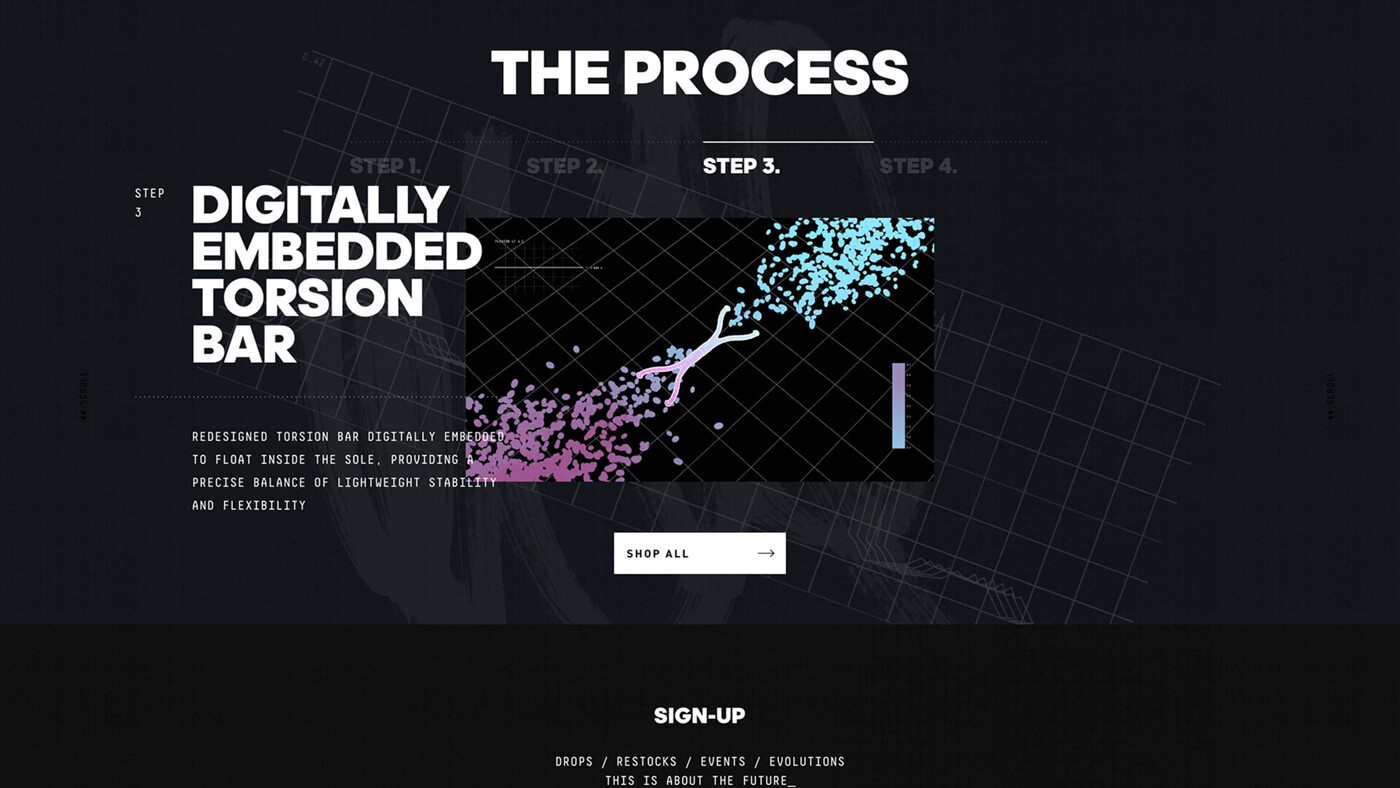 THE PROCESS
STEP 1.
STEP 2.
STEP 3.
STEP 4.
STEP
3
DIGITALLY
EMBEDDED
TORSION
BAR
REDESIGNED TORSION BAR DIGITALLY EMBEDDED
TO FLOAT INSIDE THE SOLE, PROVIDING A
PRECISE BALANCE OF LIGHTWEIGHT STABILITY
AND FLEXIBILITY
SHOP ALL
SIGN-UP
DROPS / RESTOCKS / EVENTS / EVOLUTIONS
THIS IS ABOUT THE FUTURE_